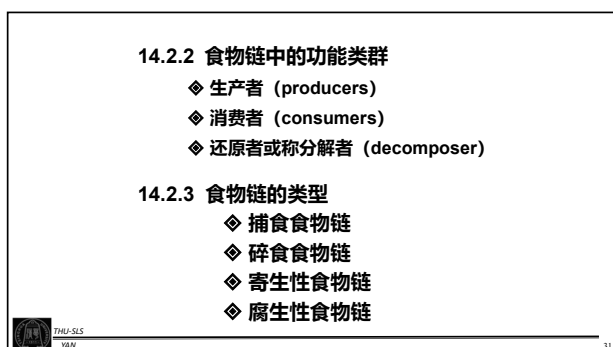 14.2.2 食物链中的功能类群
◈ 生产者（producers）
◈ 消费者（consumers）
◈ 还原者或称分解者（decomposer）
14.2.3 食物链的类型
◈ 捕食食物链
◈ 碎食食物链
◈ 寄生性食物链
◈ 腐生性食物链
THU-SLS
YAN
31